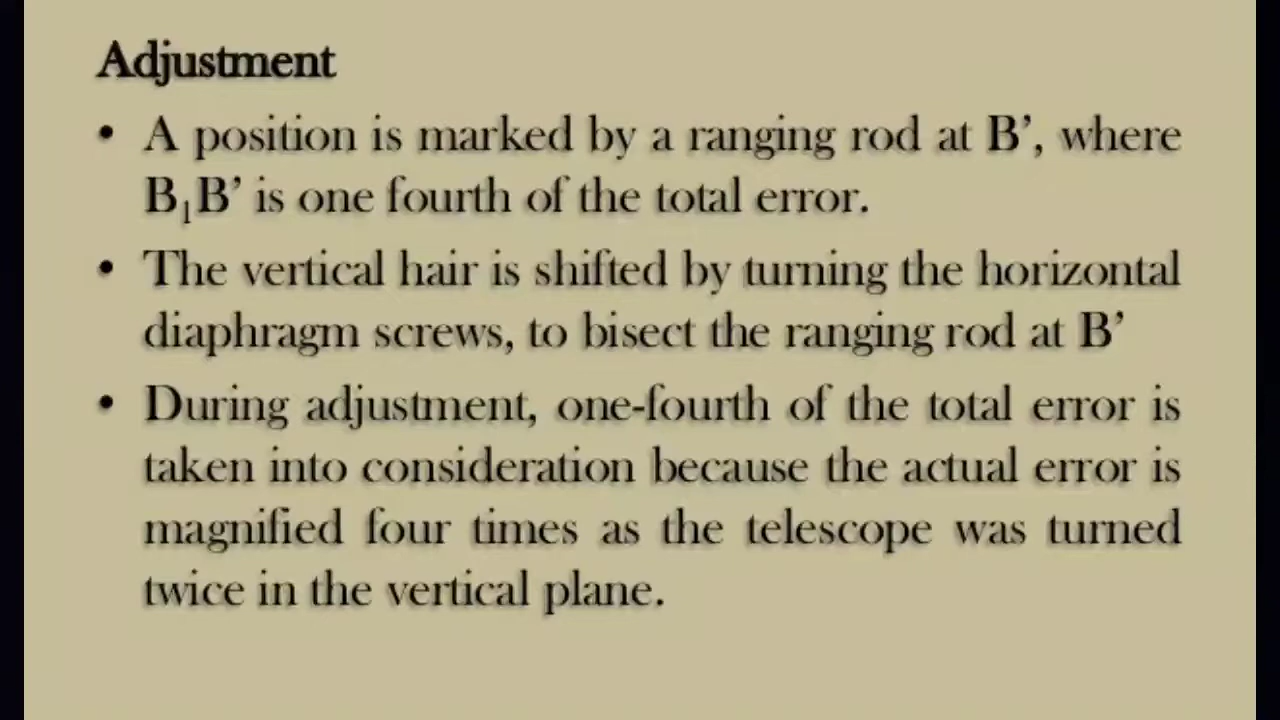 Adjustment
• A position is marked by a ranging rod at B’, where
B₁B’ is one fourth of the total error.
• The vertical hair is shifted by turning the horizontal
diaphragm screws, to bisect the ranging rod at B’
• During adjustment, one-fourth of the total error is
taken into consideration because the actual error is
magnified four times as the telescope was turned
twice in the vertical plane.